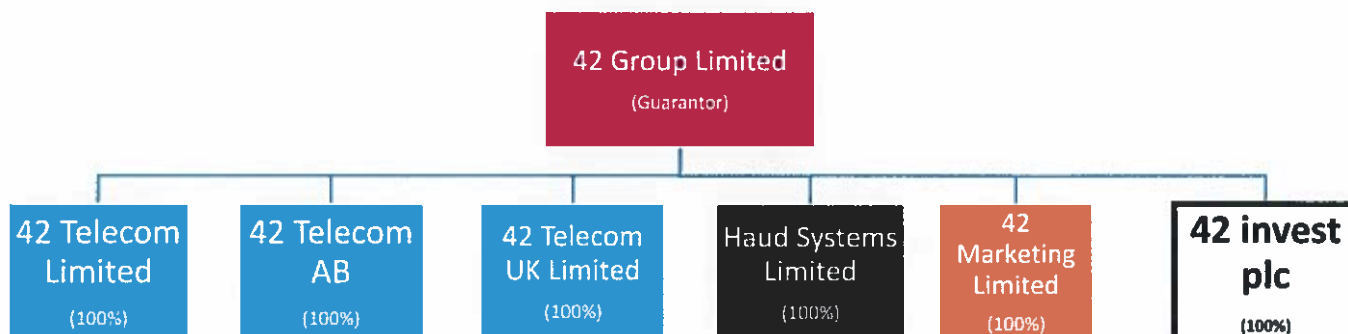 42 Group Limited
(Guarantor)
42 Telecom
Limited
(100%)
42 Telecom
AB
(100%)
42 Telecom
UK Limited
(100%)
Haud Systems
Limited
(100%)
42
Marketing
Limited
(100%)
42 invest
plc
(100%)